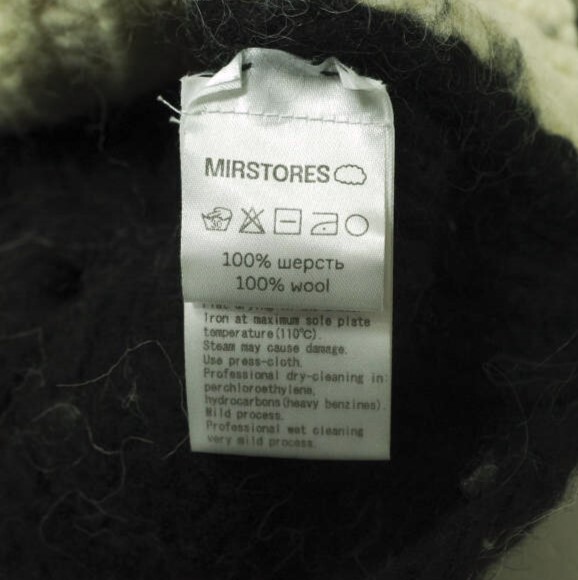 MIRSTORES
30
100% шерсть
100% wool
Iron at maximum sole plate
temperature(110℃).
Steam may cause damage.
Use press-cloth.
Professional dry-cleaning in:
perchloroethylene,
hydrocarbons(heavy benzines).
Mild process.
Professional wet cleaning
very mild process.